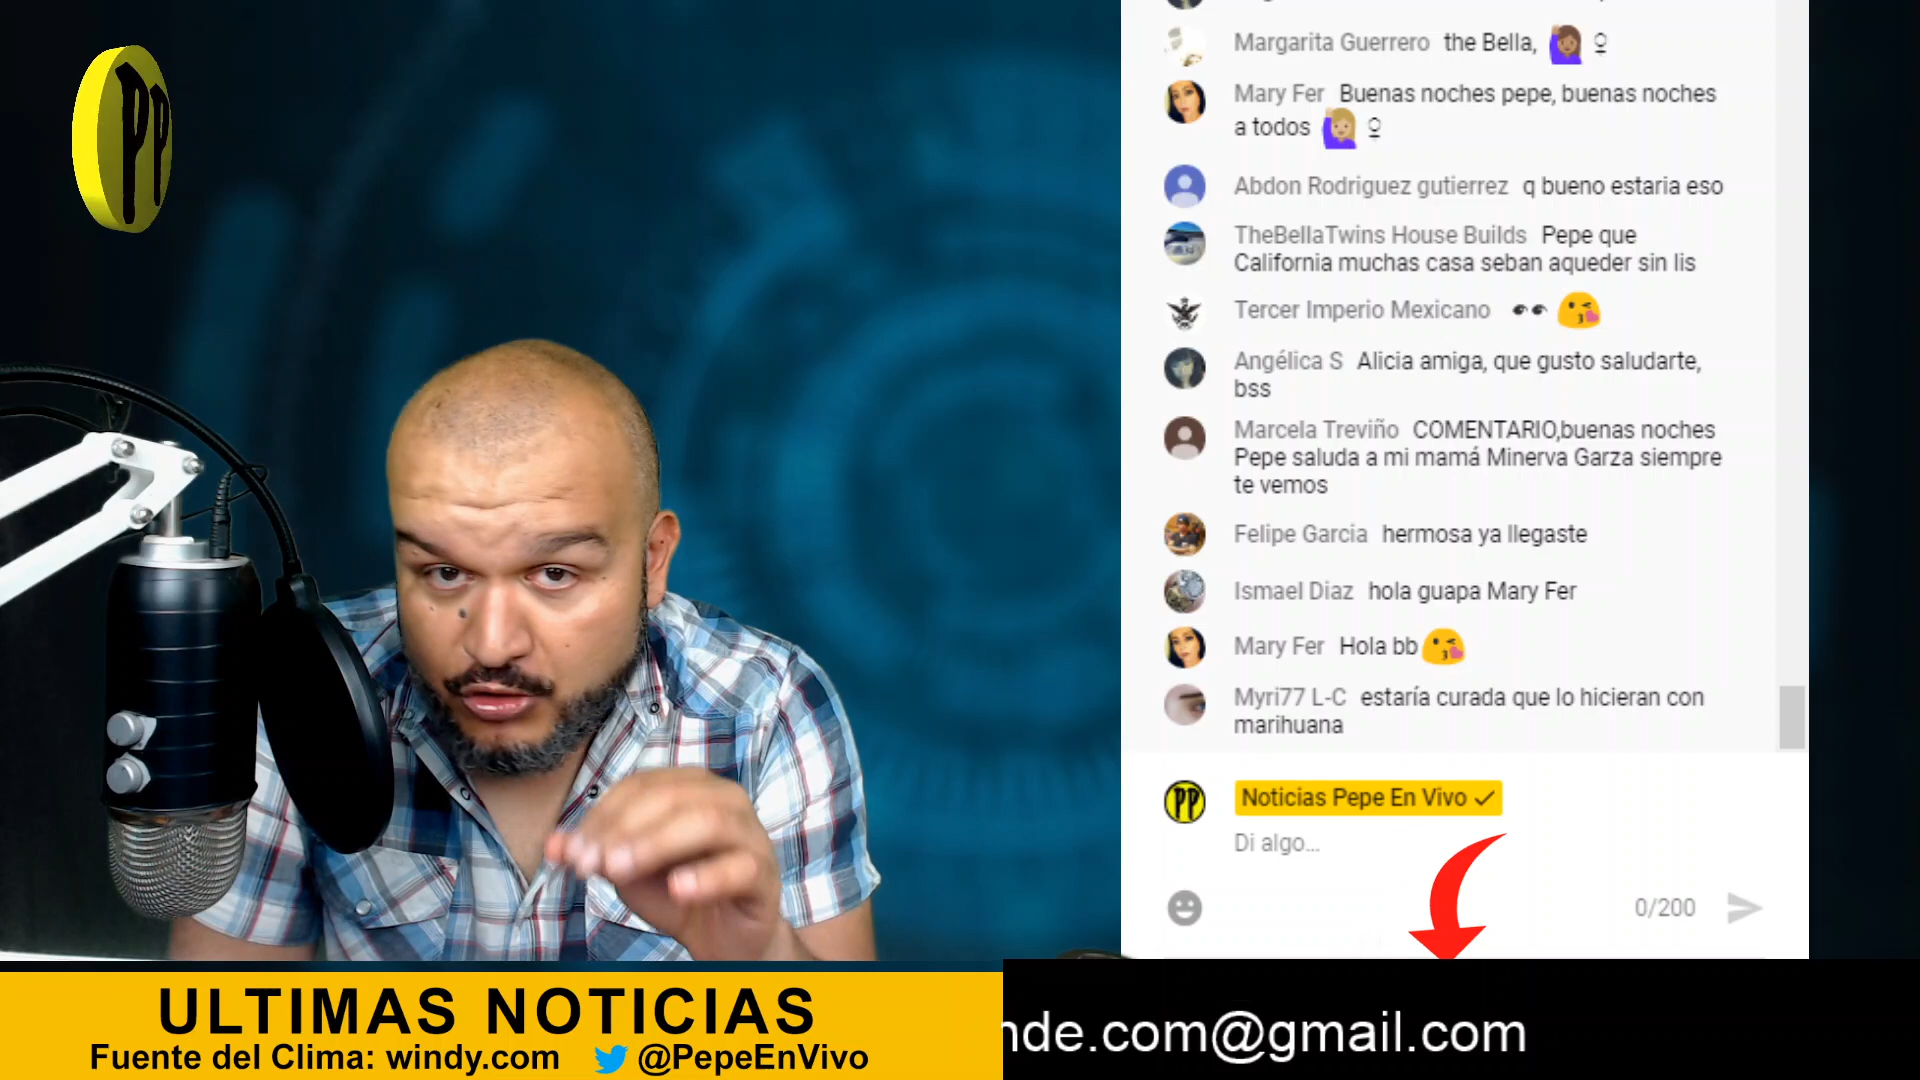 PP
Margarita Guerrero the Bella, 🙋🏽 ♀
Mary Fer Buenas noches pepe, buenas noches
a todos 🙋🏼 ♀
Abdon Rodriguez gutierrez q bueno estaria eso
TheBellaTwins House Builds Pepe que
California muchas casa seban aqueder sin lis
Tercer Imperio Mexicano 👀 😘
Angélica S Alicia amiga, que gusto saludarte,
bss
Marcela Treviño COMENTARIO,buenas noches
Pepe saluda a mi mamá Minerva Garza siempre
te vemos
Felipe Garcia hermosa ya llegaste
Ismael Diaz hola guapa Mary Fer
Mary Fer Hola bb 😘
Myri77 L-C estaría curada que lo hicieran con
marihuana
PP
Noticias Pepe En Vivo ✓
Di algo...
0/200
ULTIMAS NOTICIAS
Fuente del Clima: windy.com @PepeEnVivo
nde.com@gmail.com